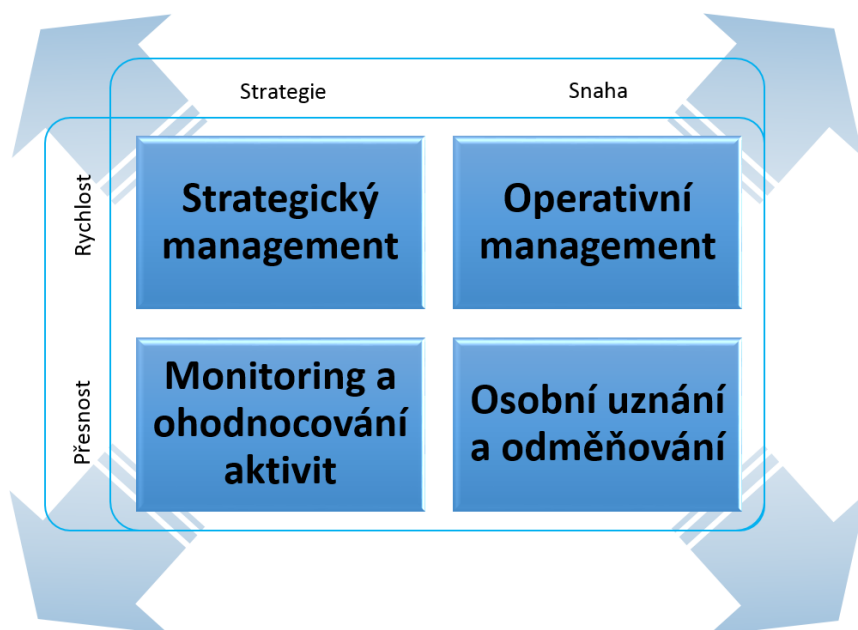 Strategie
Snaha
Rychlost
Strategický
management
Operativní
management
Přesnost
Monitoring a
ohodnocování
aktivit
Osobní uznání
a odměňování